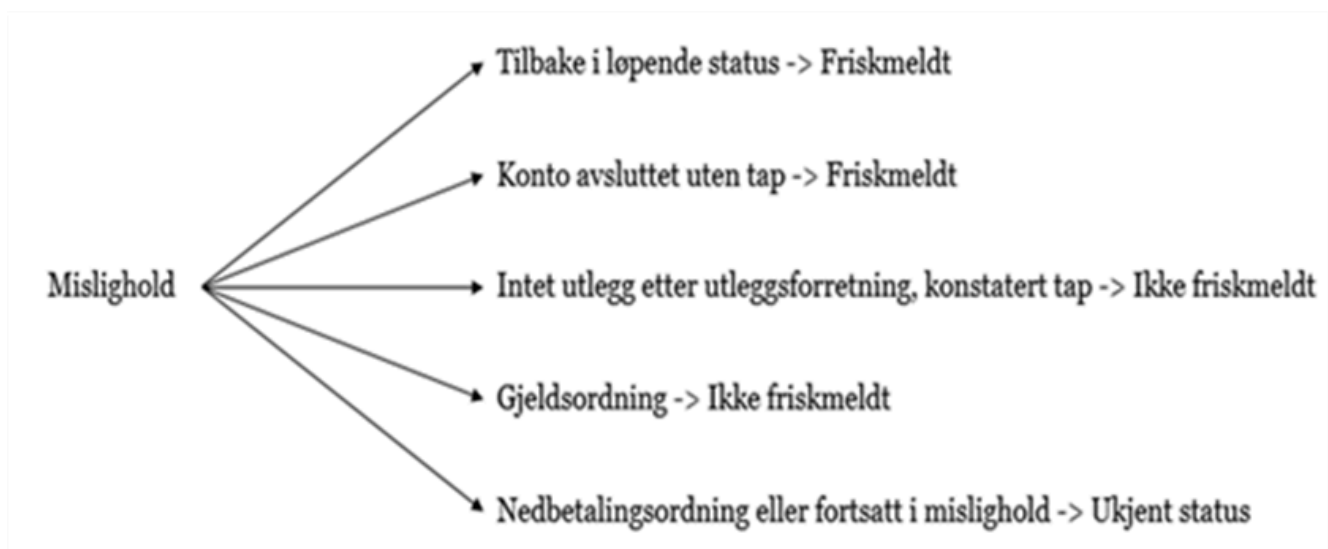 Tilbake i løpende status -> Friskmeldt
Konto avsluttet uten tap -> Friskmeldt
Mislighold
Intet utlegg etter utleggsforretning, konstatert tap -> Ikke friskmeldt
Gjeldsordning -> Ikke friskmeldt
Nedbetalingsordning eller fortsatt i mislighold -> Ukjent status